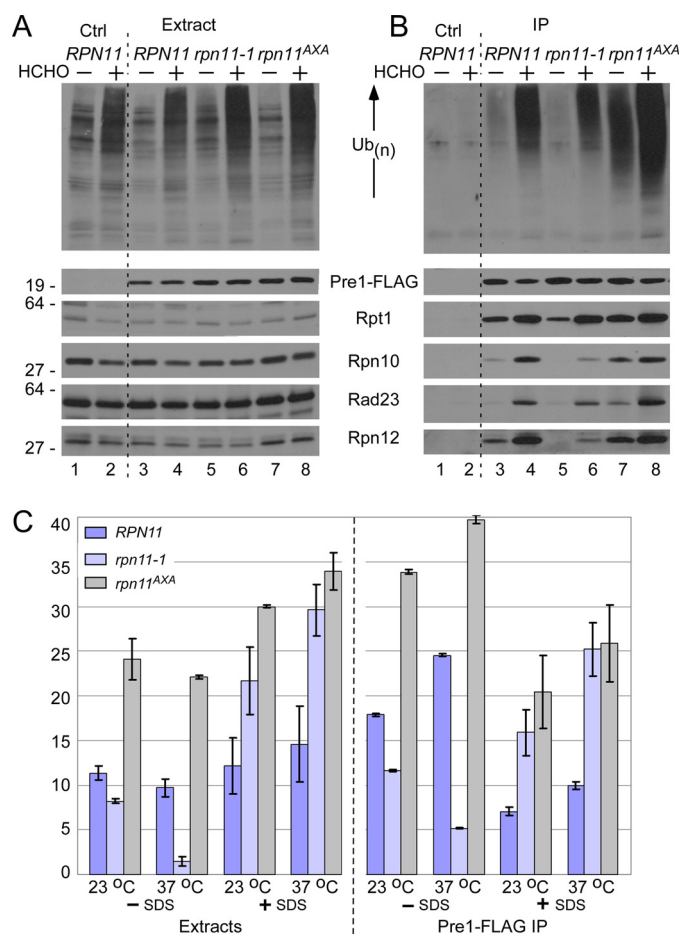 A
Ctrl Extract
RPN11 RPN11 rpn11-1 rpn11AXA
HCHO − + − + − + − +
19 -
64 -
27 -
64 -
27 -
1 2 3 4 5 6 7 8
B
Ctrl IP
RPN11 RPN11 rpn11-1 rpn11AXA
HCHO − + − + − + − +
Ub(n)
Pre1-FLAG
Rpt1
Rpn10
Rad23
Rpn12
1 2 3 4 5 6 7 8
C
RPN11
rpn11-1
rpn11AXA
40
35
30
25
20
15
10
5
0
23 ºC 37 ºC 23 ºC 37 ºC 23 ºC 37 ºC 23 ºC 37 ºC
− SDS + SDS − SDS + SDS
Extracts Pre1-FLAG IP